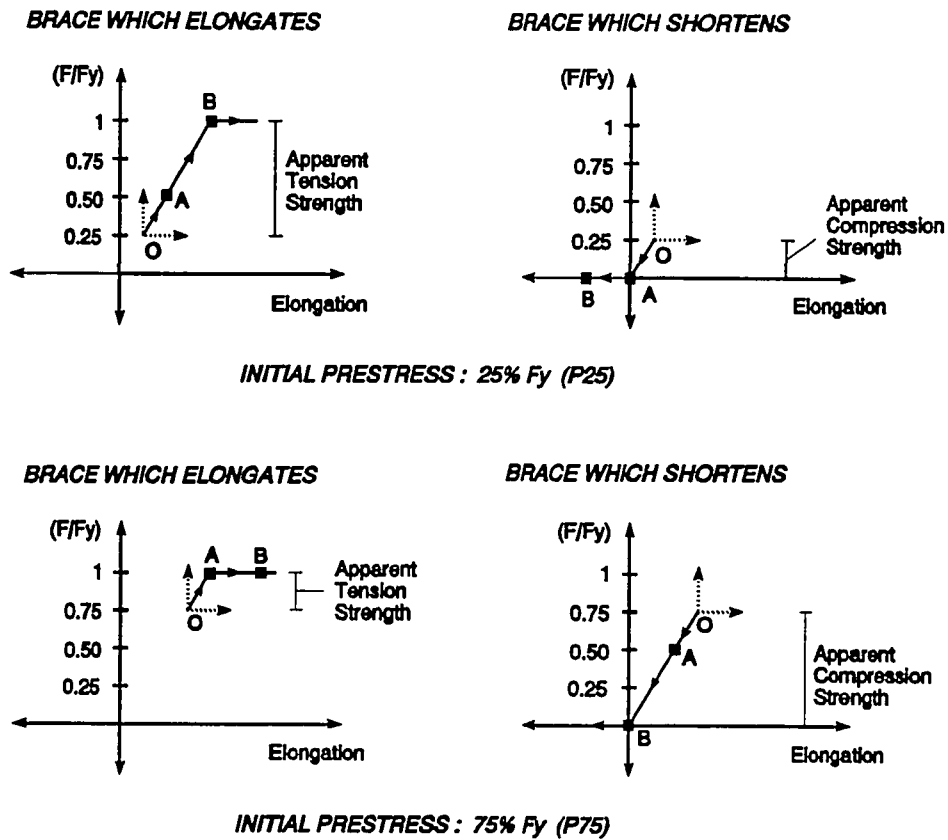 BRACE WHICH ELONGATES
(F/Fy)
1
0.75
0.50
0.25
B
A
O
Apparent
Tension
Strength
Elongation
BRACE WHICH SHORTENS
(F/Fy)
1
0.75
0.50
0.25
O
B
A
Apparent
Compression
Strength
Elongation
INITIAL PRESTRESS : 25% Fy (P25)
BRACE WHICH ELONGATES
(F/Fy)
1
0.75
0.50
0.25
A
B
O
Apparent
Tension
Strength
Elongation
BRACE WHICH SHORTENS
(F/Fy)
1
0.75
0.50
0.25
O
A
B
Apparent
Compression
Strength
Elongation
INITIAL PRESTRESS : 75% Fy (P75)